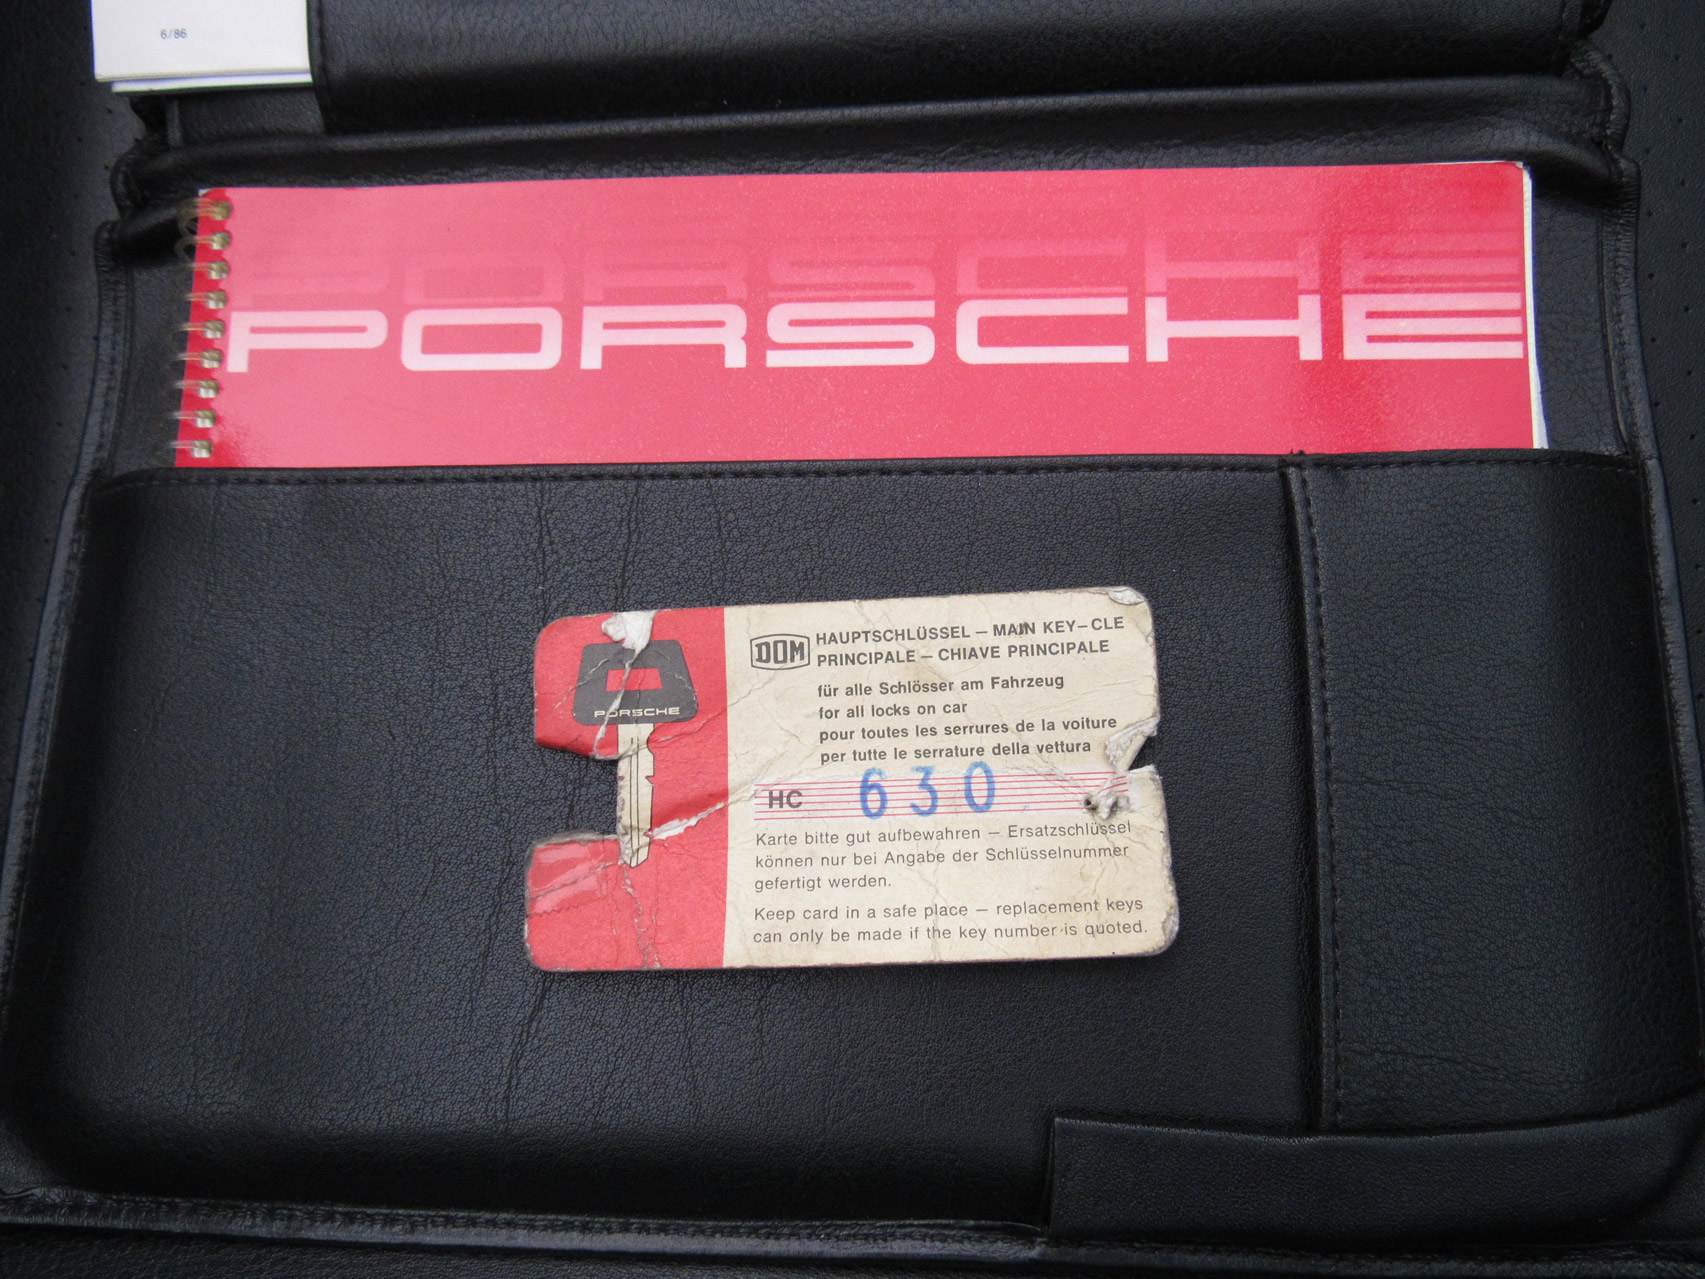 6/86
PORSCHE
PORSCHE
PORSCHE
DOM
HAUPTSCHLÜSSEL – MAIN KEY–CLE
PRINCIPALE – CHIAVE PRINCIPALE
für alle Schlösser am Fahrzeug
for all locks on car
pour toutes les serrures de la voiture
per tutte le serrature della vettura
HC 630
Karte bitte gut aufbewahren – Ersatzschlüssel
können nur bei Angabe der Schlüsselnummer
gefertigt werden.
Keep card in a safe place – replacement keys
can only be made if the key number is quoted.